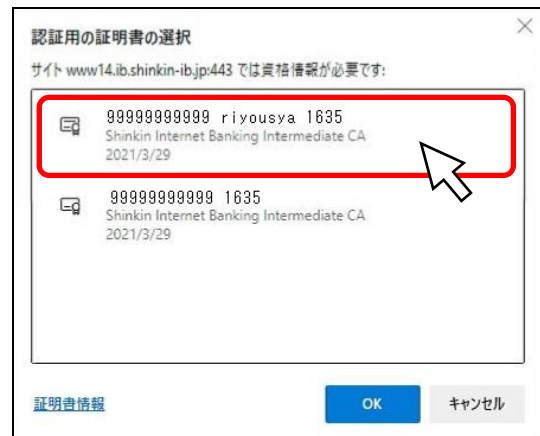 認証用の証明書の選択
サイト www14.ib.shinkin-ib.jp:443 では資格情報が必要です:
99999999999 riyousya 1635
Shinkin Internet Banking Intermediate CA
2021/3/29
99999999999 1635
Shinkin Internet Banking Intermediate CA
2021/3/29
証明書情報
OK
キャンセル